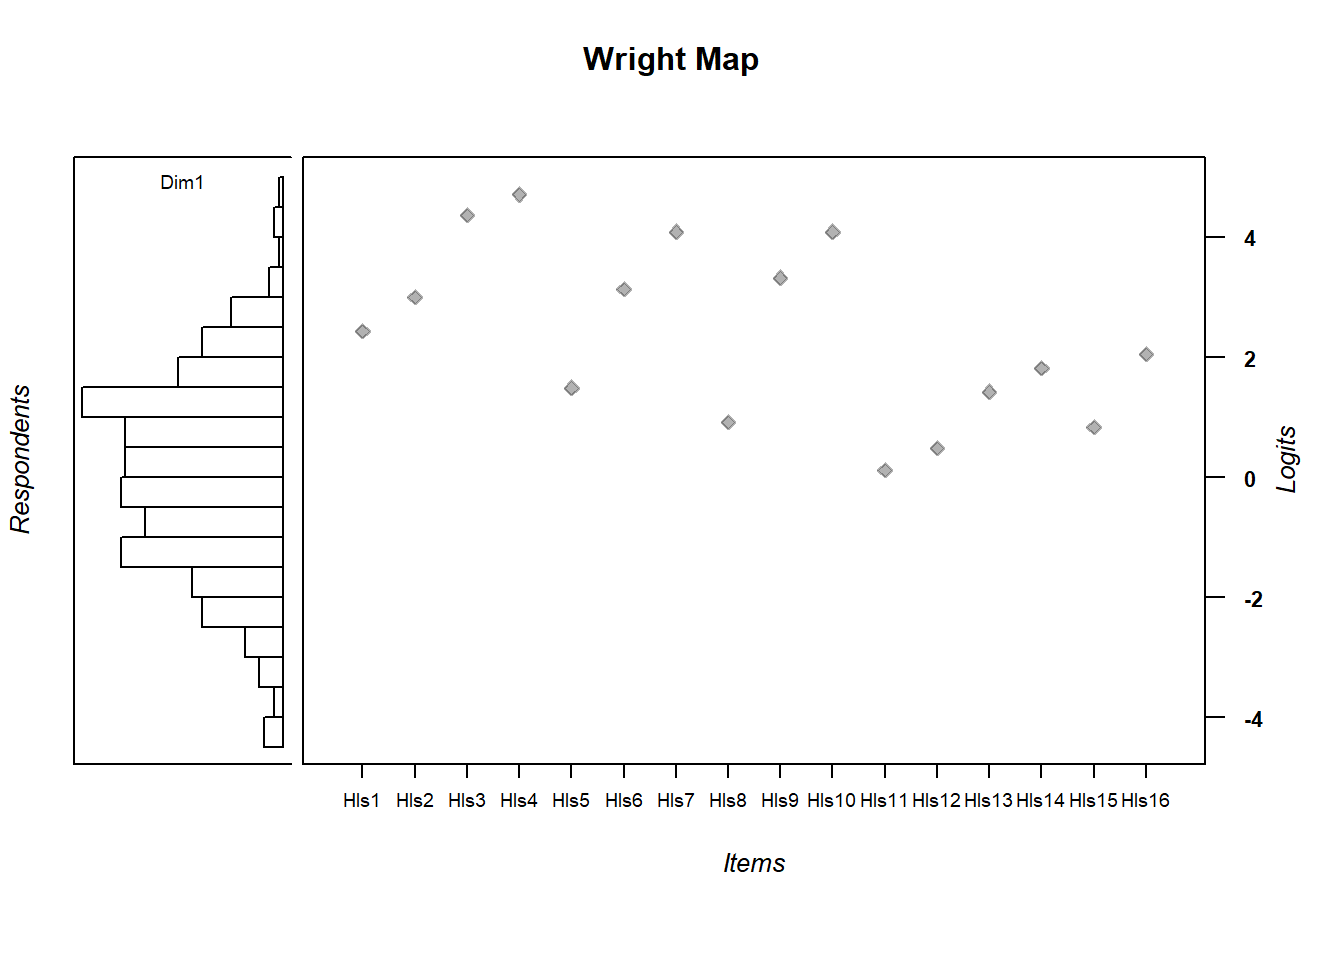 Wright Map
Dim1
Respondents
4
2
0
-2
-4
Logits
Hls1 Hls2 Hls3 Hls4 Hls5 Hls6 Hls7 Hls8 Hls9 Hls10 Hls11 Hls12 Hls13 Hls14 Hls15 Hls16
Items